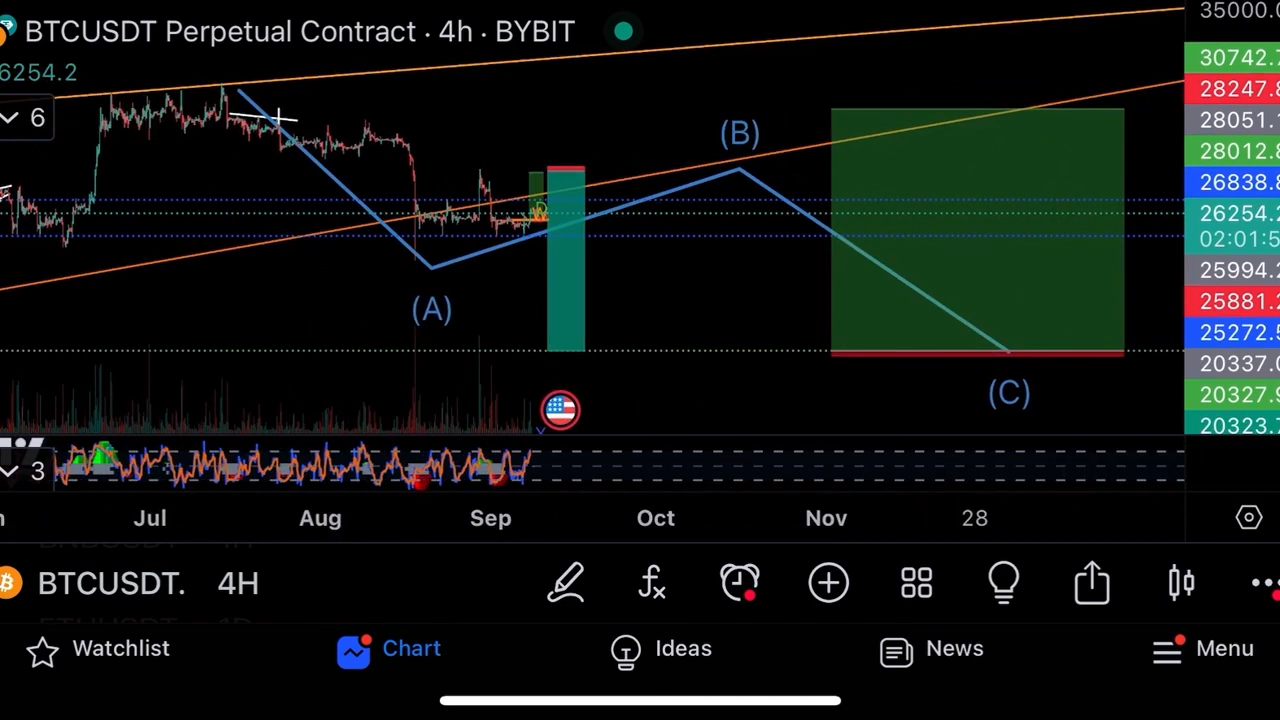 BTCUSDT Perpetual Contract · 4h · BYBIT
6254.2
6
35000.0
30742.7
28247.8
28051.1
28012.8
26838.8
26254.2
02:01:5
25994.2
25881.2
25272.5
20337.0
20327.9
20323.7
(A)
(B)
(C)
3
Jul Aug Sep Oct Nov 28
BTCUSDT. 4H
Watchlist Chart Ideas News Menu